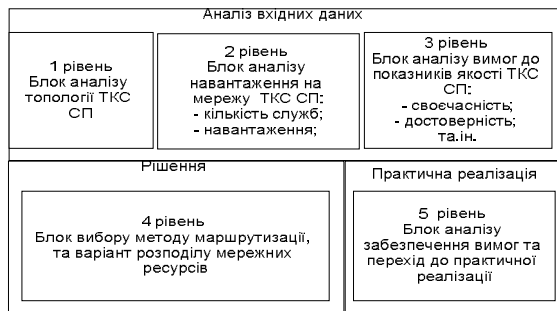 Аналіз вхідних даних
1 рівень
Блок аналізу
топології ТКС
СП
2 рівень
Блок аналізу
навантаження на
мережу ТКС СП:
- кількість служб;
- навантаження;
3 рівень
Блок аналізу вимог до
показників якості ТКС
СП:
- своєчасність;
- достоверність;
та.ін.
Рішення
4 рівень
Блок вибору методу маршрутизації,
та варіант розподілу мережних
ресурсів
Практична реалізація
5 рівень
Блок аналізу
забезпечення вимог та
перехід до практичної
реалізації